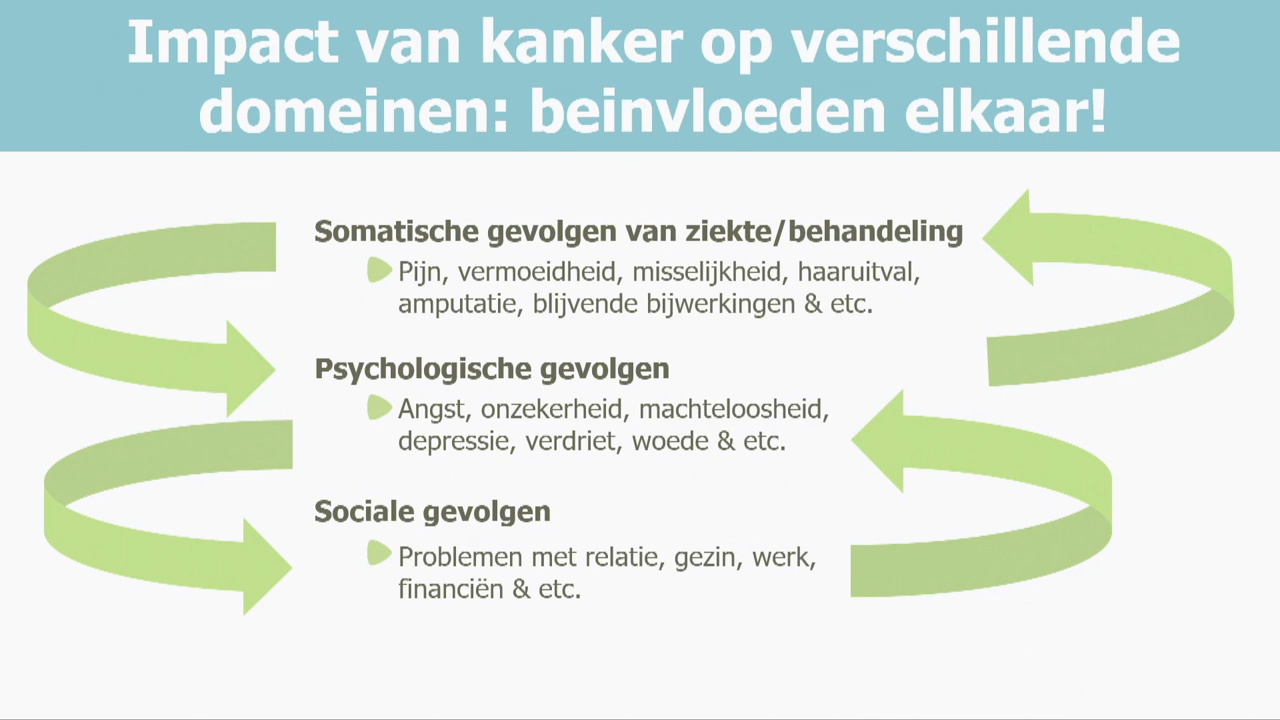 Impact van kanker op verschillende
domeinen: beinvloeden elkaar!
Somatische gevolgen van ziekte/behandeling
Pijn, vermoeidheid, misselijkheid, haaruitval,
amputatie, blijvende bijwerkingen & etc.
Psychologische gevolgen
Angst, onzekerheid, machteloosheid,
depressie, verdriet, woede & etc.
Sociale gevolgen
Problemen met relatie, gezin, werk,
financiën & etc.